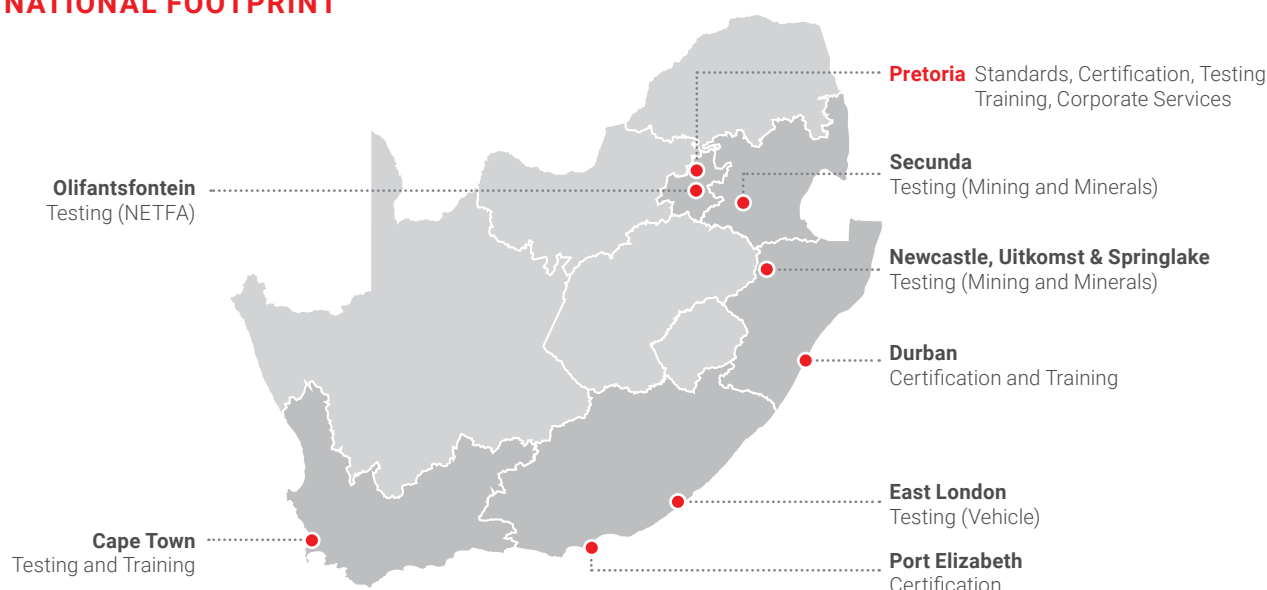 NATIONAL FOOTPRINT
Pretoria Standards, Certification, Testing
Training, Corporate Services
Secunda
Testing (Mining and Minerals)
Olifantsfontein
Testing (NETFA)
Newcastle, Uitkomst & Springlake
Testing (Mining and Minerals)
Durban
Certification and Training
East London
Testing (Vehicle)
Cape Town
Testing and Training
Port Elizabeth
Certification